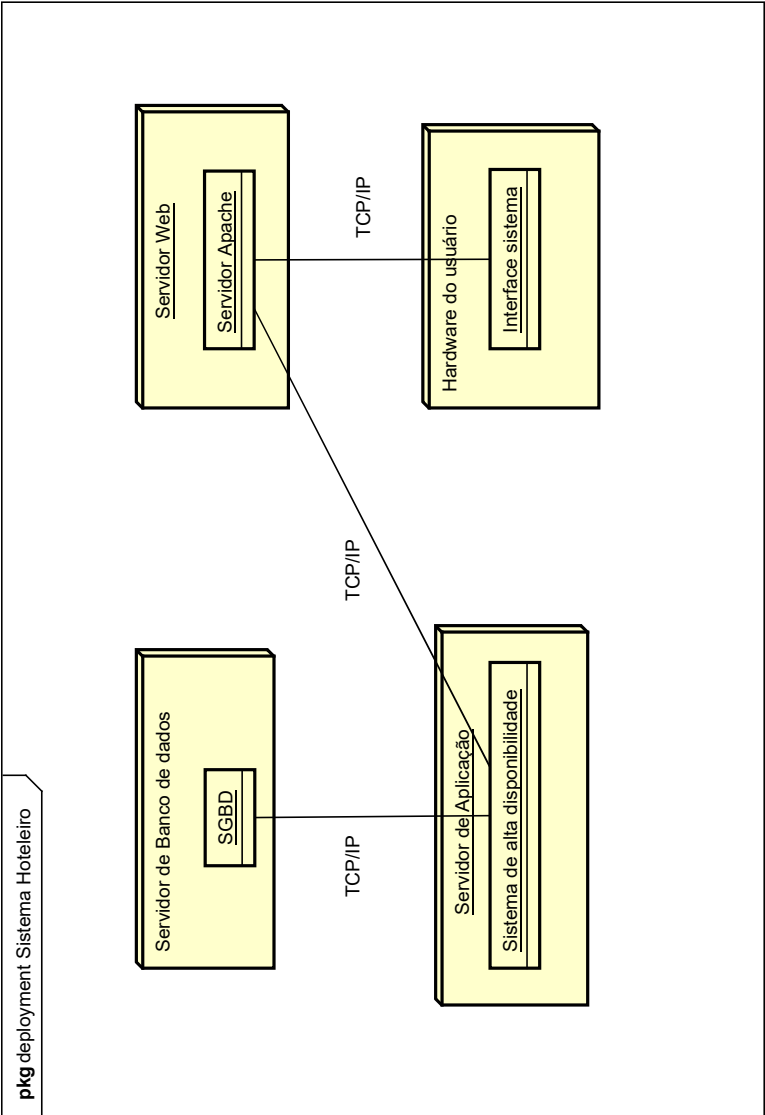 pkg deployment Sistema Hoteleiro
Servidor de Banco de dados
SGBD
Servidor Web
Servidor Apache
TCP/IP
TCP/IP
TCP/IP
Servidor de Aplicação
Sistema de alta disponibilidade
Hardware do usuário
Interface sistema